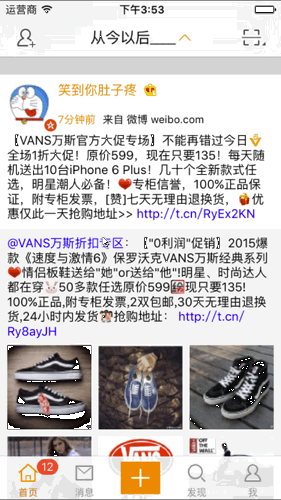 运营商 下午3:53
从今以后____
笑到你肚子疼
7分钟前 来自 微博 weibo.com
〖VANS万斯官方大促专场〗不能再错过今日
全场1折大促！原价599，现在只要135！每天随
机送出10台iPhone 6 Plus！几十个全新款式任
选，明星潮人必备！❤专柜信誉，100%正品保
证，附专柜发票，[赞]七天无理由退换货，优
惠仅此一天抢购地址>> http://t.cn/RyEx2KN
@VANS万斯折扣专区：〖"0利润"促销〗2015爆
款《速度与激情6》保罗沃克VANS万斯经典系列
❤情侣板鞋送给"她"or送给"他"!明星、时尚达人
都在穿50多款任选原价599现只要135!
100%正品,附专柜发票,2双包邮,30天无理由退换
货,24小时内发货抢购地址： http://t.cn/
Ry8ayJH
VANS
OFF THE WALL
12
首页 消息 发现 我